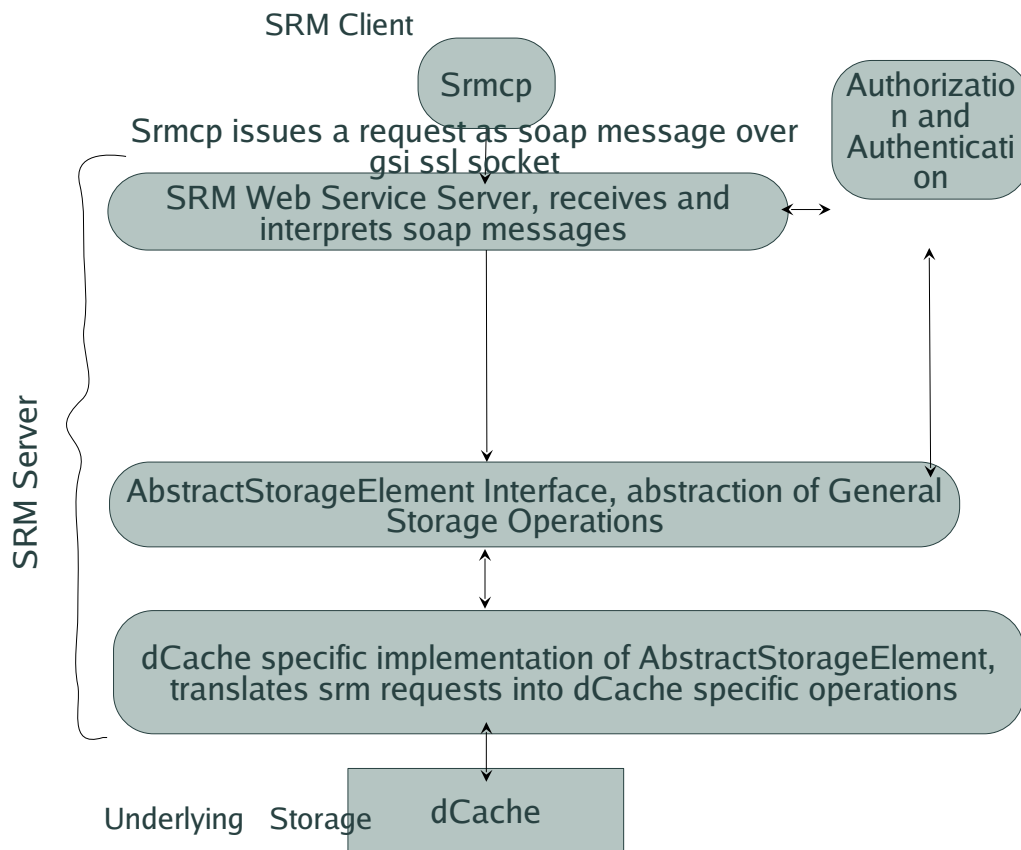 SRM Client
Srmcp
Authorizatio
n and
Authenticati
on
Srmcp issues a request as soap message over
gsi ssl socket
SRM Web Service Server, receives and
interprets soap messages
SRM Server
AbstractStorageElement Interface, abstraction of General
Storage Operations
dCache specific implementation of AbstractStorageElement,
translates srm requests into dCache specific operations
Underlying Storage
dCache